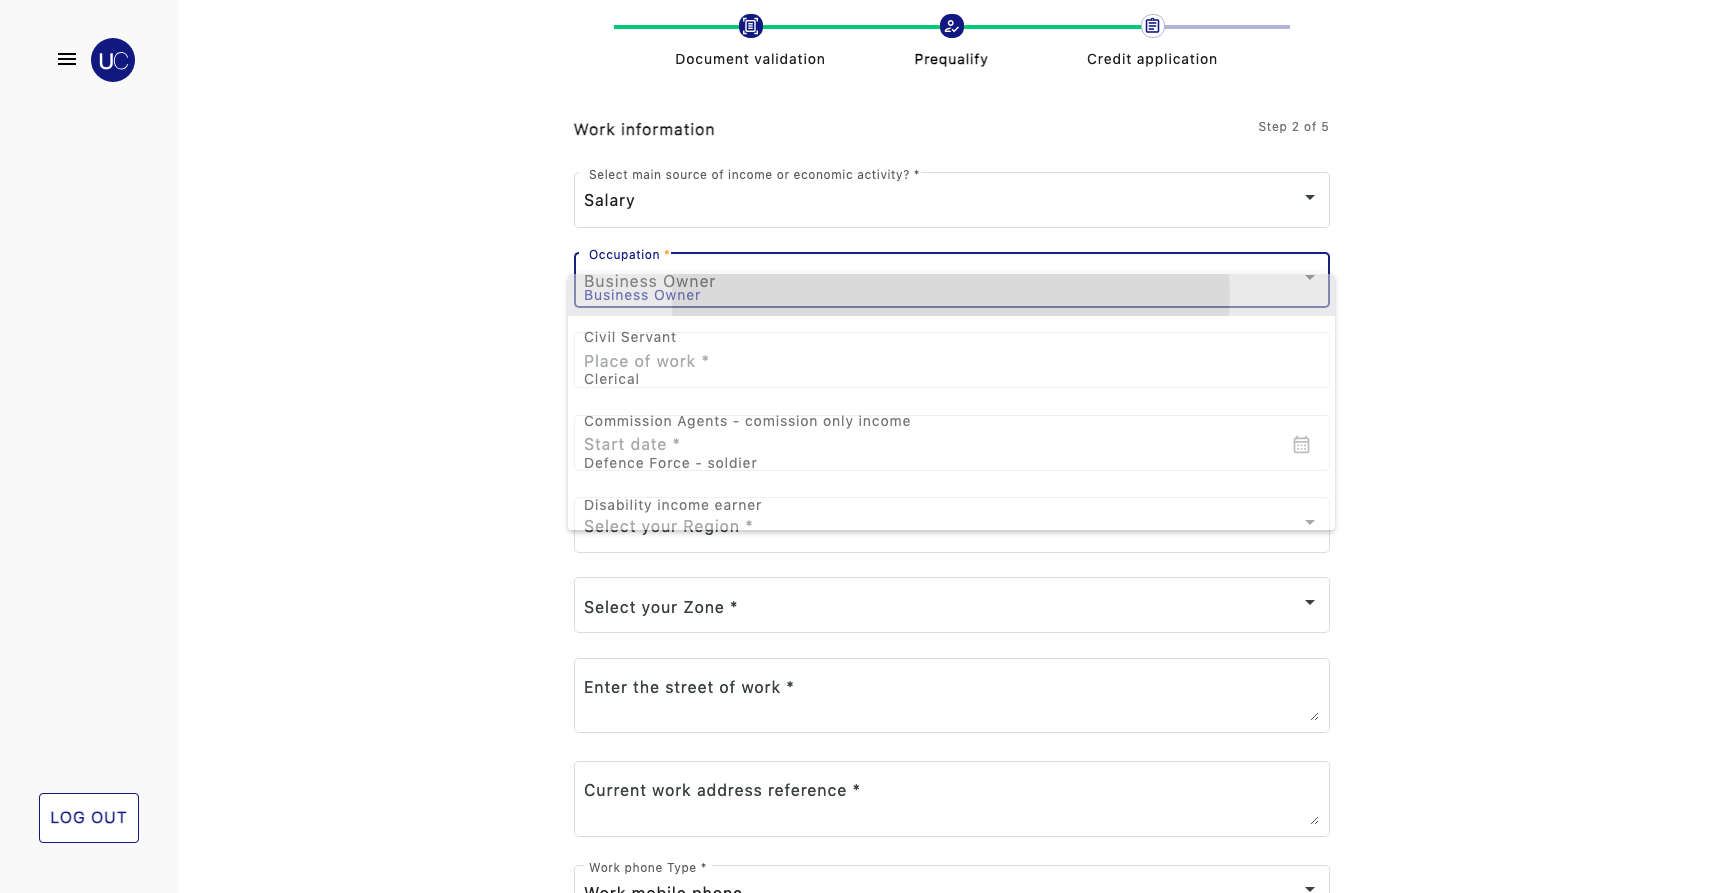 UC
Document validation
Prequalify
Credit application
Work information
Step 2 of 5
Select main source of income or economic activity? *
Salary
Occupation *
Business Owner
Business Owner
Civil Servant
Place of work *
Clerical
Commission Agents - comission only income
Start date *
Defence Force - soldier
Disability income earner
Select your Region *
Select your Zone *
Enter the street of work *
Current work address reference *
LOG OUT
Work phone Type *
Work mobile phone